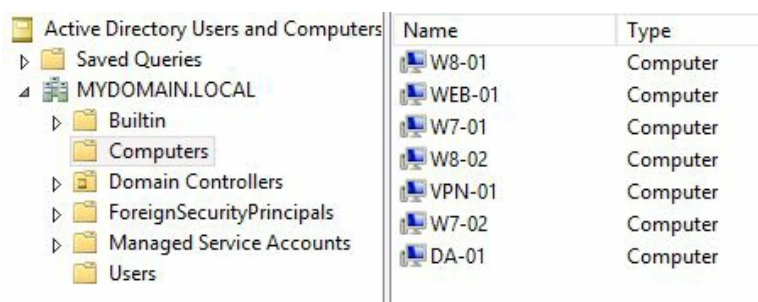 Active Directory Users and Computers
Saved Queries
MYDOMAIN.LOCAL
Builtin
Computers
Domain Controllers
ForeignSecurityPrincipals
Managed Service Accounts
Users
Name Type
W8-01 Computer
WEB-01 Computer
W7-01 Computer
W8-02 Computer
VPN-01 Computer
W7-02 Computer
DA-01 Computer